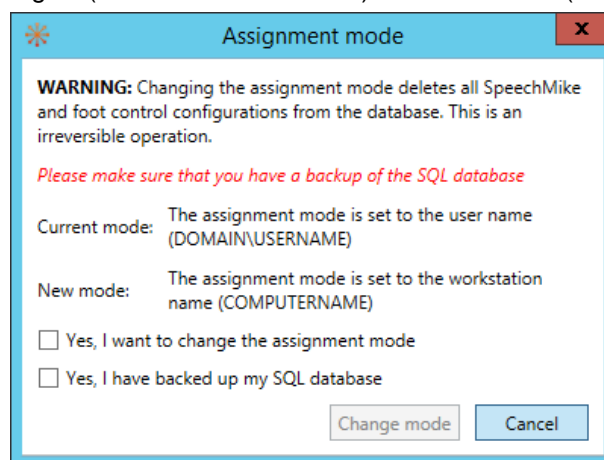 Assignment mode
x
WARNING: Changing the assignment mode deletes all SpeechMike
and foot control configurations from the database. This is an
irreversible operation.
Please make sure that you have a backup of the SQL database
Current mode: The assignment mode is set to the user name
(DOMAIN\USERNAME)
New mode: The assignment mode is set to the workstation
name (COMPUTERNAME)
Yes, I want to change the assignment mode
Yes, I have backed up my SQL database
Change mode Cancel